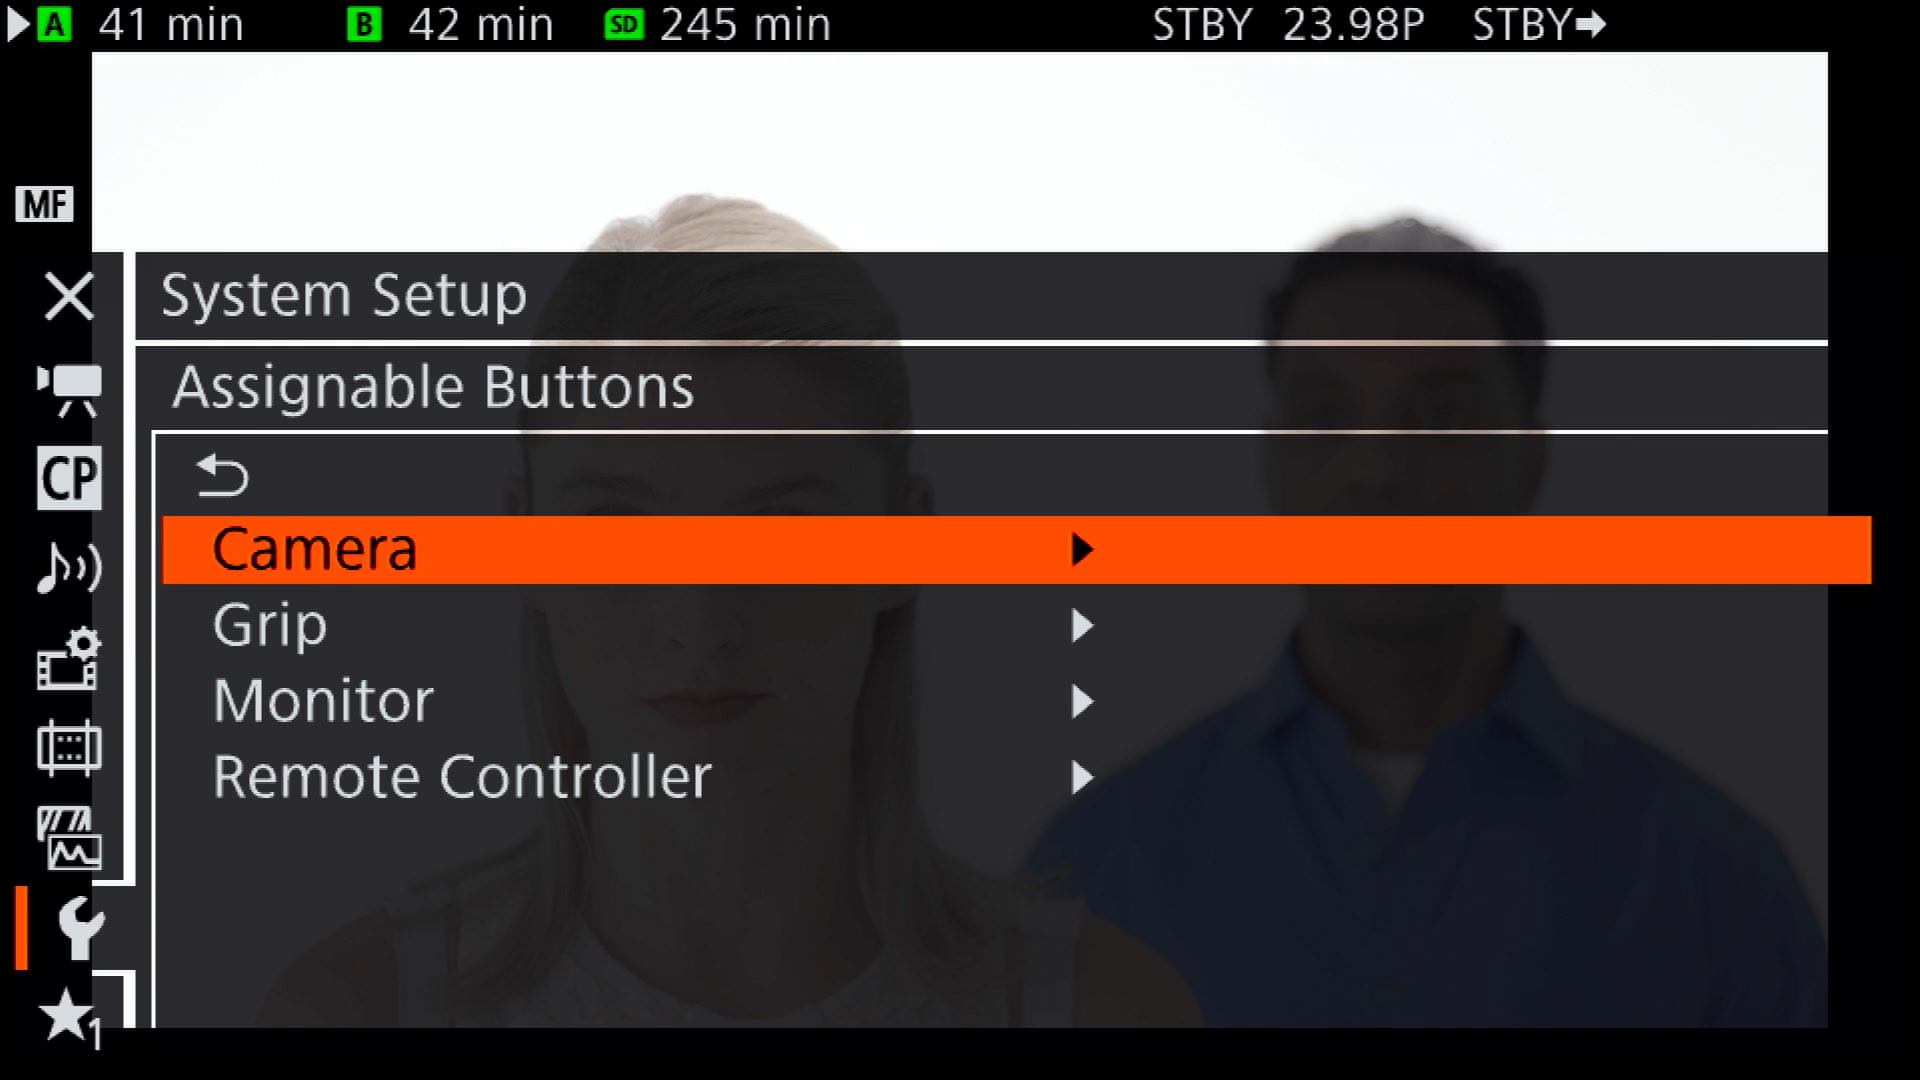 A 41 min B 42 min SD 245 min STBY 23.98P STBY
MF
System Setup
Assignable Buttons
CP
Camera
Grip
Monitor
Remote Controller
1